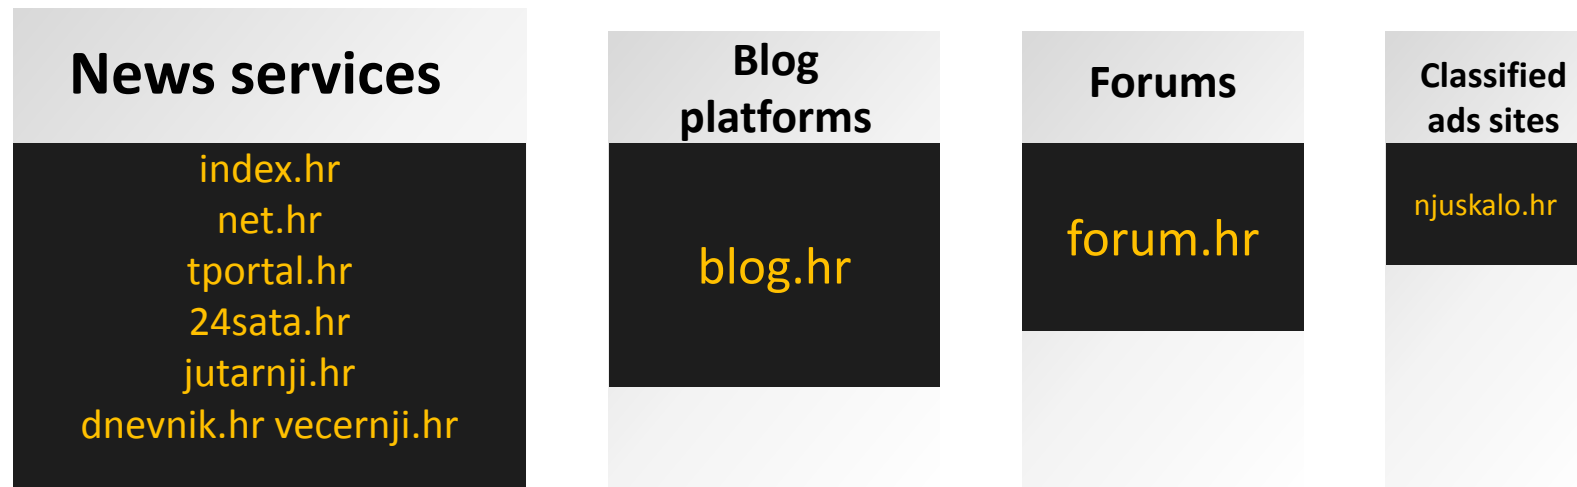 News services
index.hr
net.hr
tportal.hr
24sata.hr
jutarnji.hr
dnevnik.hr vecernji.hr
Blog
platforms
blog.hr
Forums
forum.hr
Classified
ads sites
njuskalo.hr